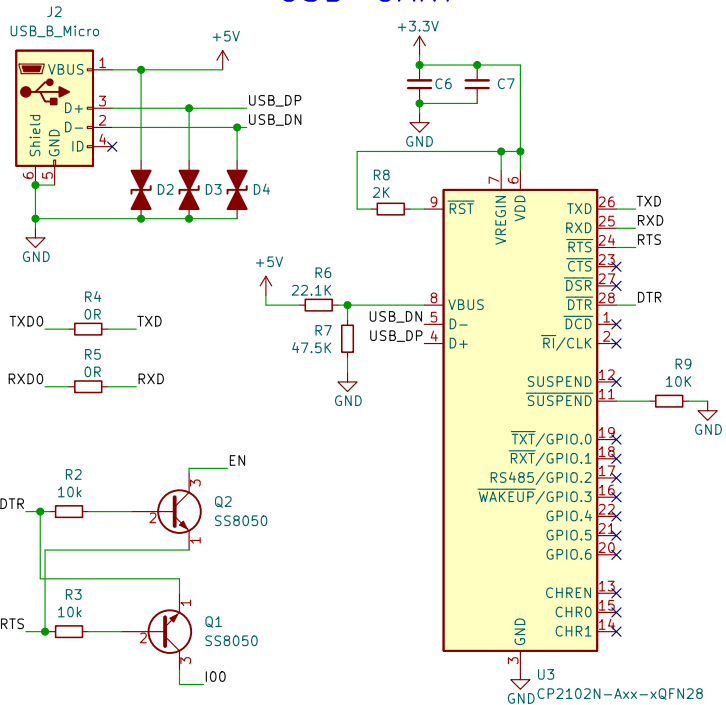 J2
USB_B_Micro
VBUS 1
D+ 3
D- 2
ID 4
Shield
GND
6
5
+5V
USB_DP
USB_DN
D2
D3
D4
GND
+3.3V
C6
C7
GND
R8
2K
9 RST
7
6
VREGIN
VDD
TXD 26 TXD
RXD 25 RXD
RTS 24 RTS
CTS 23
DSR 27
DTR 28 DTR
DCD 1
RI/CLK 2
SUSPEND 12
SUSPEND 11
R9
10K
GND
TXT/GPIO.0 19
RXT/GPIO.1 18
RS485/GPIO.2 17
WAKEUP/GPIO.3 16
GPIO.4 22
GPIO.5 21
GPIO.6 20
CHREN 13
CHR0 15
CHR1 14
GND
3
GND
U3
CP2102N-Axx-xQFN28
+5V
R6
22.1K
8 VBUS
USB_DN 5 D-
USB_DP 4 D+
R7
47.5K
GND
R4
0R
TXD0
TXD
R5
0R
RXD0
RXD
EN
3
DTR
R2
10k
2
Q2
SS8050
1
RTS
R3
10k
1
2
Q1
SS8050
3
IO0